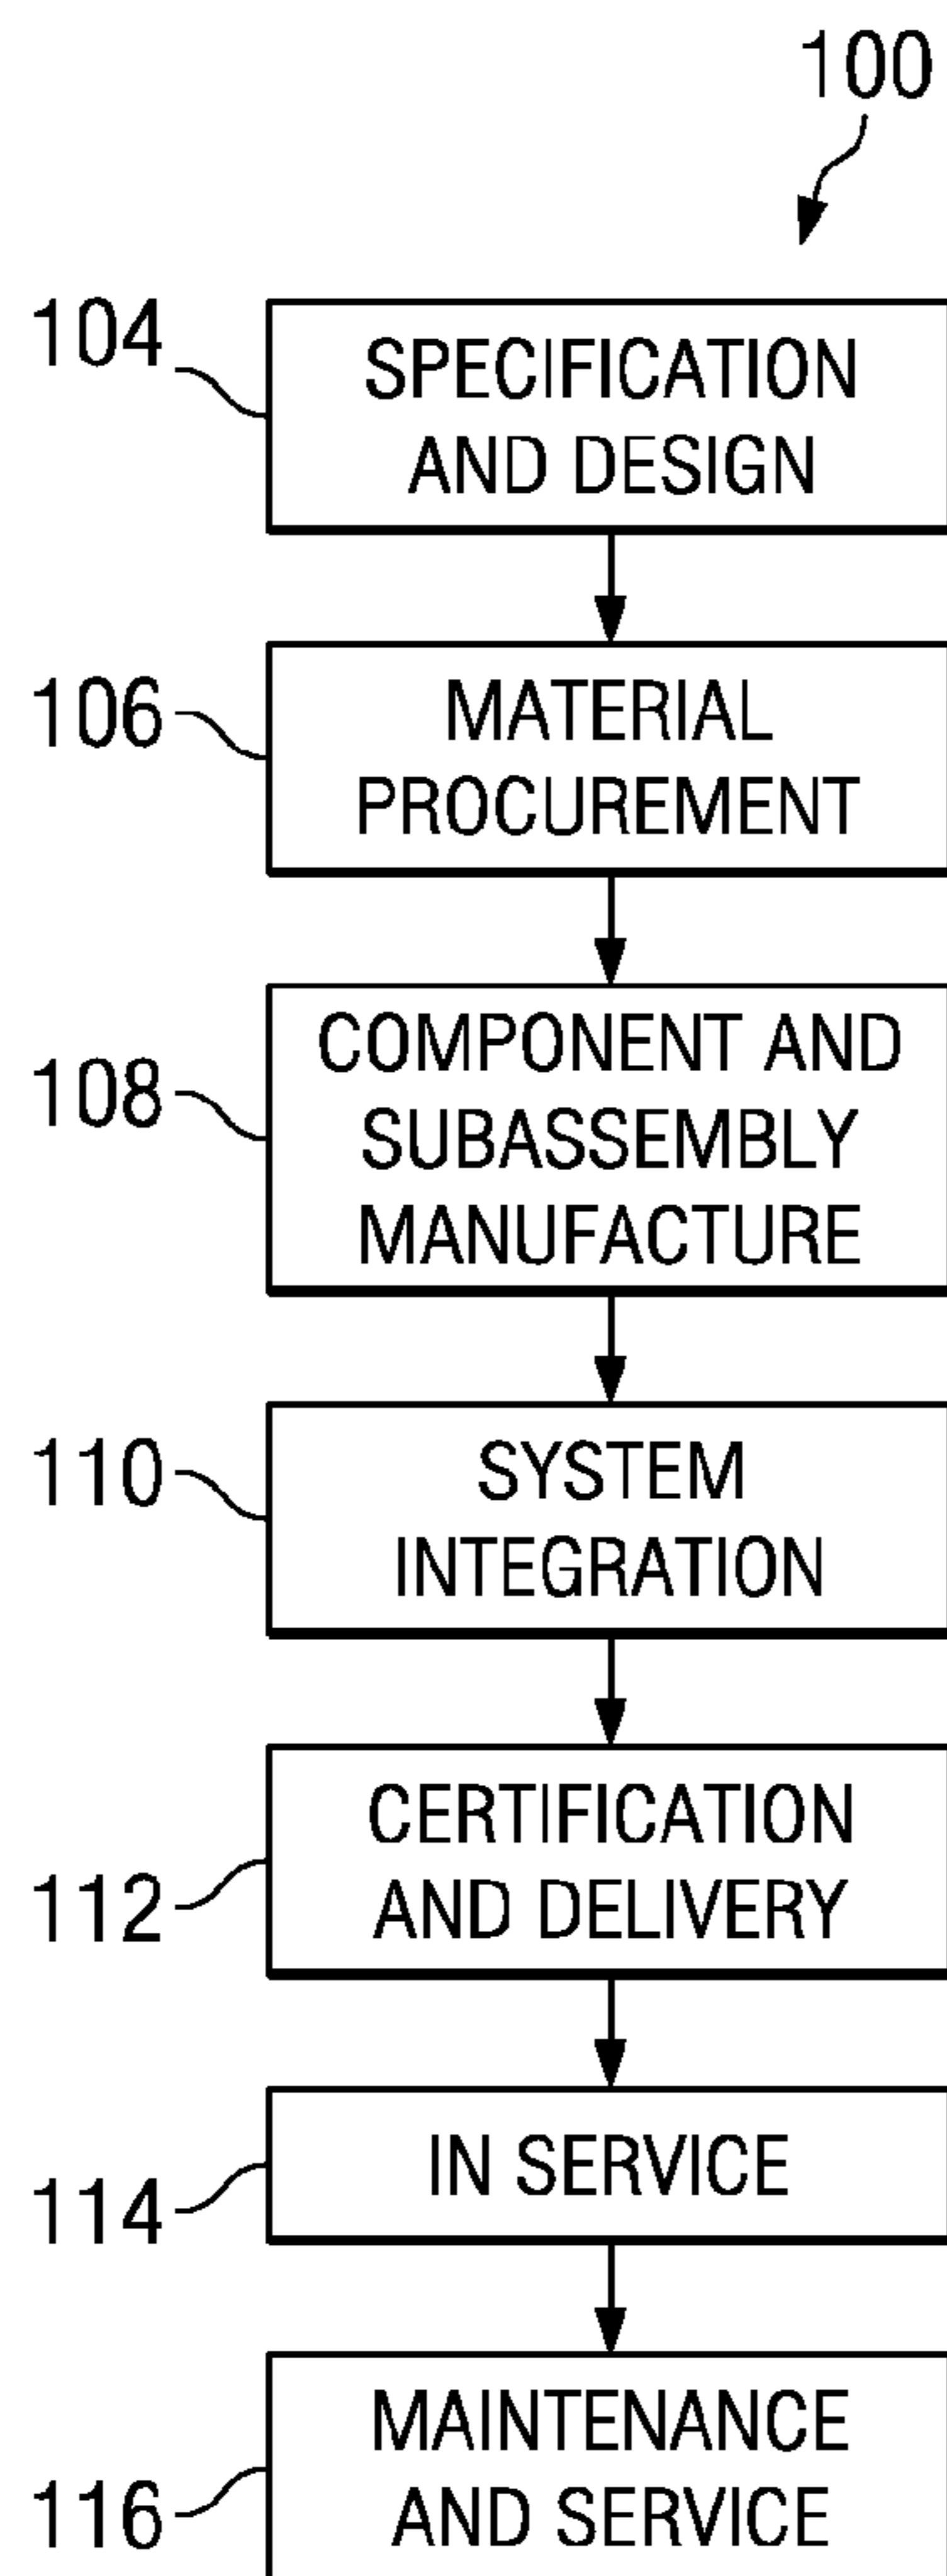 100
104
SPECIFICATION
AND DESIGN
106
MATERIAL
PROCUREMENT
108
COMPONENT AND
SUBASSEMBLY
MANUFACTURE
110
SYSTEM
INTEGRATION
112
CERTIFICATION
AND DELIVERY
114
IN SERVICE
116
MAINTENANCE
AND SERVICE